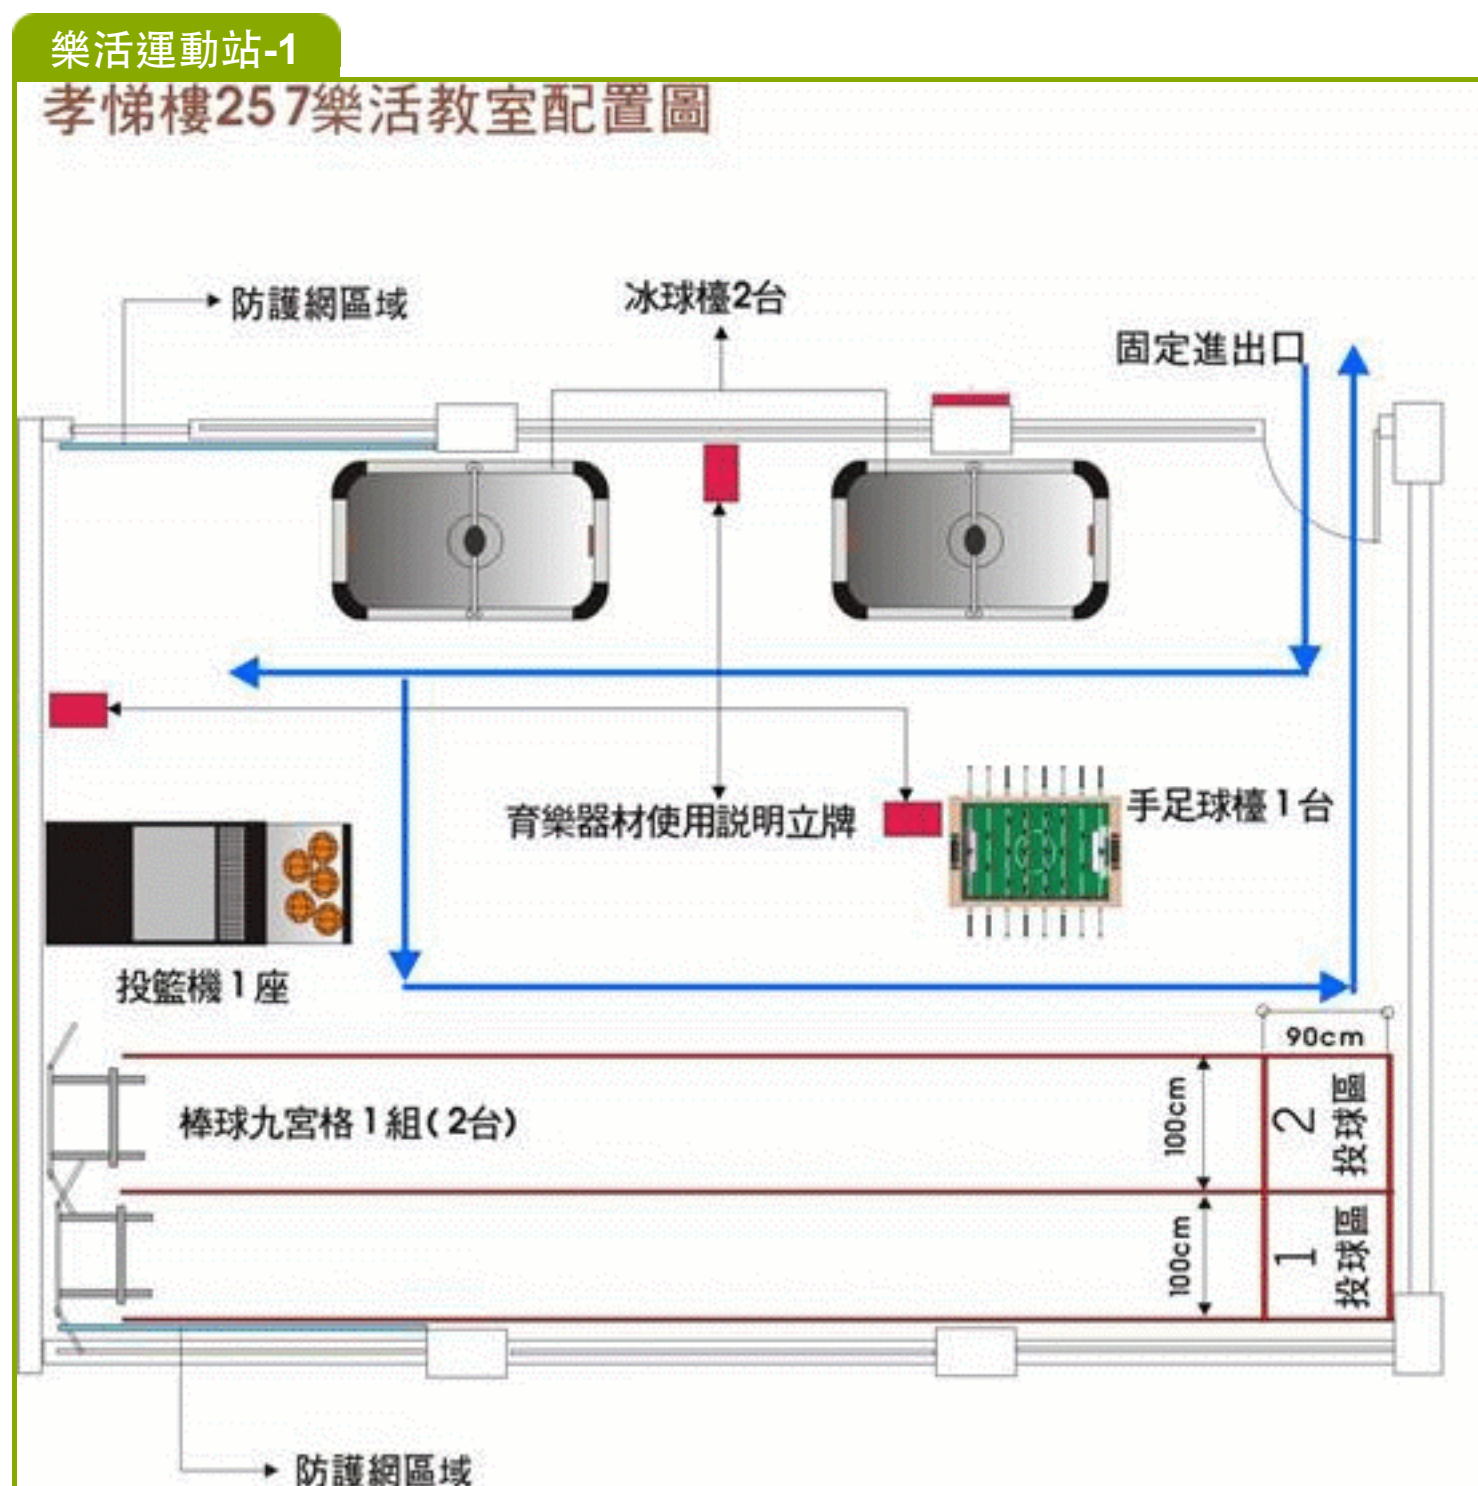 樂活運動站-1
孝悌樓257樂活教室配置圖
防護網區域
冰球檯2台
固定進出口
育樂器材使用説明立牌
手足球檯1台
投籃機1座
90cm
棒球九宮格1組(2台)
100cm
2
投球區
100cm
1
投球區
防護網區域